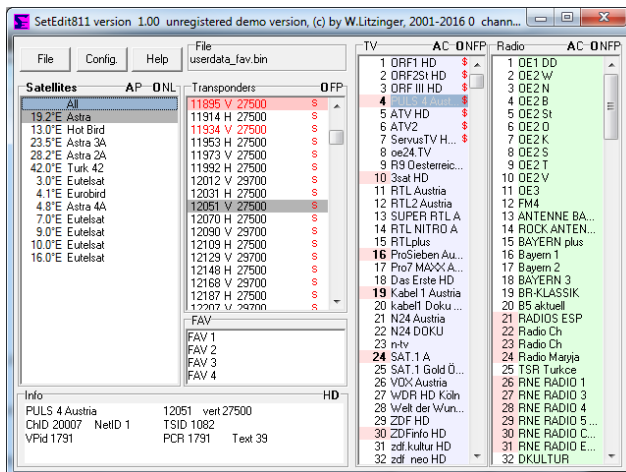 SetEdit811 version 1.00 unregistered demo version, (c) by W.Litzinger, 2001-2016 0 chann...
File Config. Help
File
userdata_fav.bin
Satellites AP ONL
All
19.2°E Astra
13.0°E Hot Bird
23.5°E Astra 3A
28.2°E Astra 2A
42.0°E Turk 42
3.0°E Eutelsat
4.1°E Eurobird
4.8°E Astra 4A
7.0°E Eutelsat
9.0°E Eutelsat
10.0°E Eutelsat
16.0°E Eutelsat
Transponders OFP
11895 V 27500 S
11914 H 27500 S
11934 V 27500 S
11953 H 27500 S
11973 V 27500 S
11992 H 27500 S
12012 V 29700 S
12031 H 27500 S
12051 V 27500 S
12070 H 27500 S
12090 V 29700 S
12109 H 27500 S
12129 V 29700 S
12148 H 27500 S
12168 V 29700 S
12187 H 27500 S
12207 V 29700 S
FAV
FAV 1
FAV 2
FAV 3
FAV 4
Info HD
PULS 4 Austria 12051 vert 27500
ChID 20007 NetID 1 TSID 1082
VPid 1791 PCR 1791 Text 39
TV AC-ONFP
1 ORF1 HD $
2 ORF2St HD $
3 ORF III HD $
4 PULS 4 Aust... $
5 ATV HD $
6 ATV2 $
7 ServusTV H... $
8 oe24.TV
9 R9 Oesterreic...
10 3sat HD
11 RTL Austria
12 RTL2 Austria
13 SUPER RTL A
14 RTL NITRO A
15 RTLplus
16 ProSieben Au...
17 Pro7 MAXX A...
18 Das Erste HD
19 Kabel 1 Austria
20 kabel1 Doku ...
21 N24 Austria
22 N24 DOKU
23 n-tv
24 SAT.1 A
25 SAT.1 Gold Ö...
26 VOX Austria
27 WDR HD Köln
28 Welt der Wun...
29 ZDF HD
30 ZDFinfo HD
31 zdf.kultur HD
32 zdf_neo HD
Radio AC-ONFP
1 OE1 DD
2 OE2 W
3 OE2 N
4 OE2 B
5 OE2 St
6 OE2 O
7 OE2 K
8 OE2 S
9 OE2 T
10 OE2 V
11 OE3
12 FM4
13 ANTENNE BA...
14 ROCK ANTEN...
15 BAYERN plus
16 Bayern 1
17 Bayern 2
18 BAYERN 3
19 BR-KLASSIK
20 B5 aktuell
21 RADIOS ESP
22 Radio Ch
23 Radio Ch
24 Radio Maryja
25 TSR Turkce
26 RNE RADIO 1
27 RNE RADIO 3
28 RNE RADIO 4
29 RNE RADIO 5 ...
30 RNE RADIO C...
31 RNE RADIO E...
32 DKULTUR